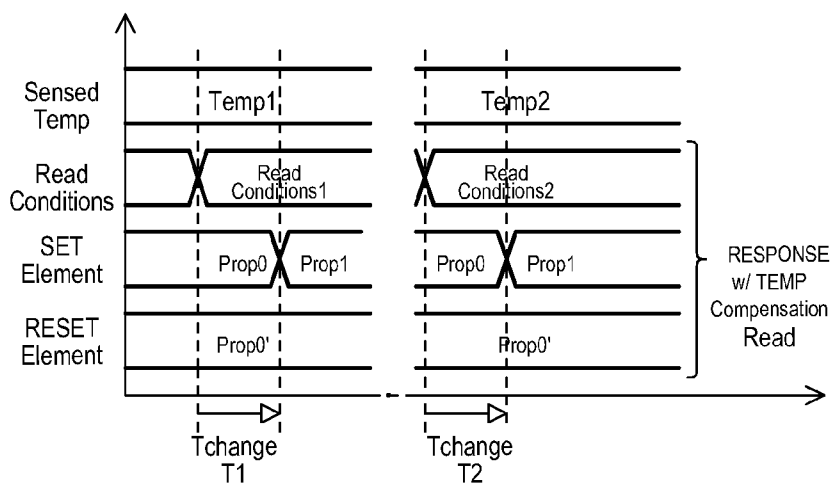 Sensed
Temp
Temp1
Temp2
Read
Conditions
Read
Conditions1
Read
Conditions2
SET
Element
Prop0
Prop1
Prop0
Prop1
RESET
Element
Prop0'
Prop0'
RESPONSE
w/ TEMP
Compensation
Read
Tchange
T1
Tchange
T2